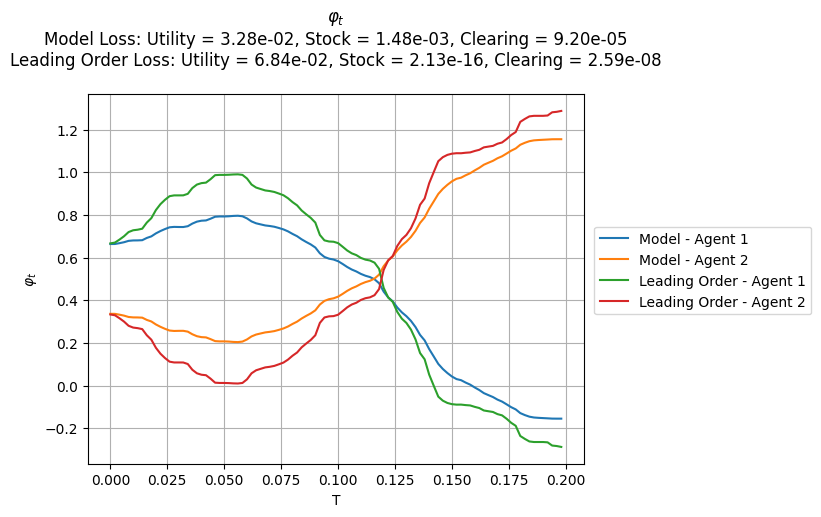 φₜ
Model Loss: Utility = 3.28e-02, Stock = 1.48e-03, Clearing = 9.20e-05
Leading Order Loss: Utility = 6.84e-02, Stock = 2.13e-16, Clearing = 2.59e-08
1.2
1.0
0.8
0.6
0.4
0.2
0.0
−0.2
φₜ
0.000 0.025 0.050 0.075 0.100 0.125 0.150 0.175 0.200
T
Model - Agent 1
Model - Agent 2
Leading Order - Agent 1
Leading Order - Agent 2